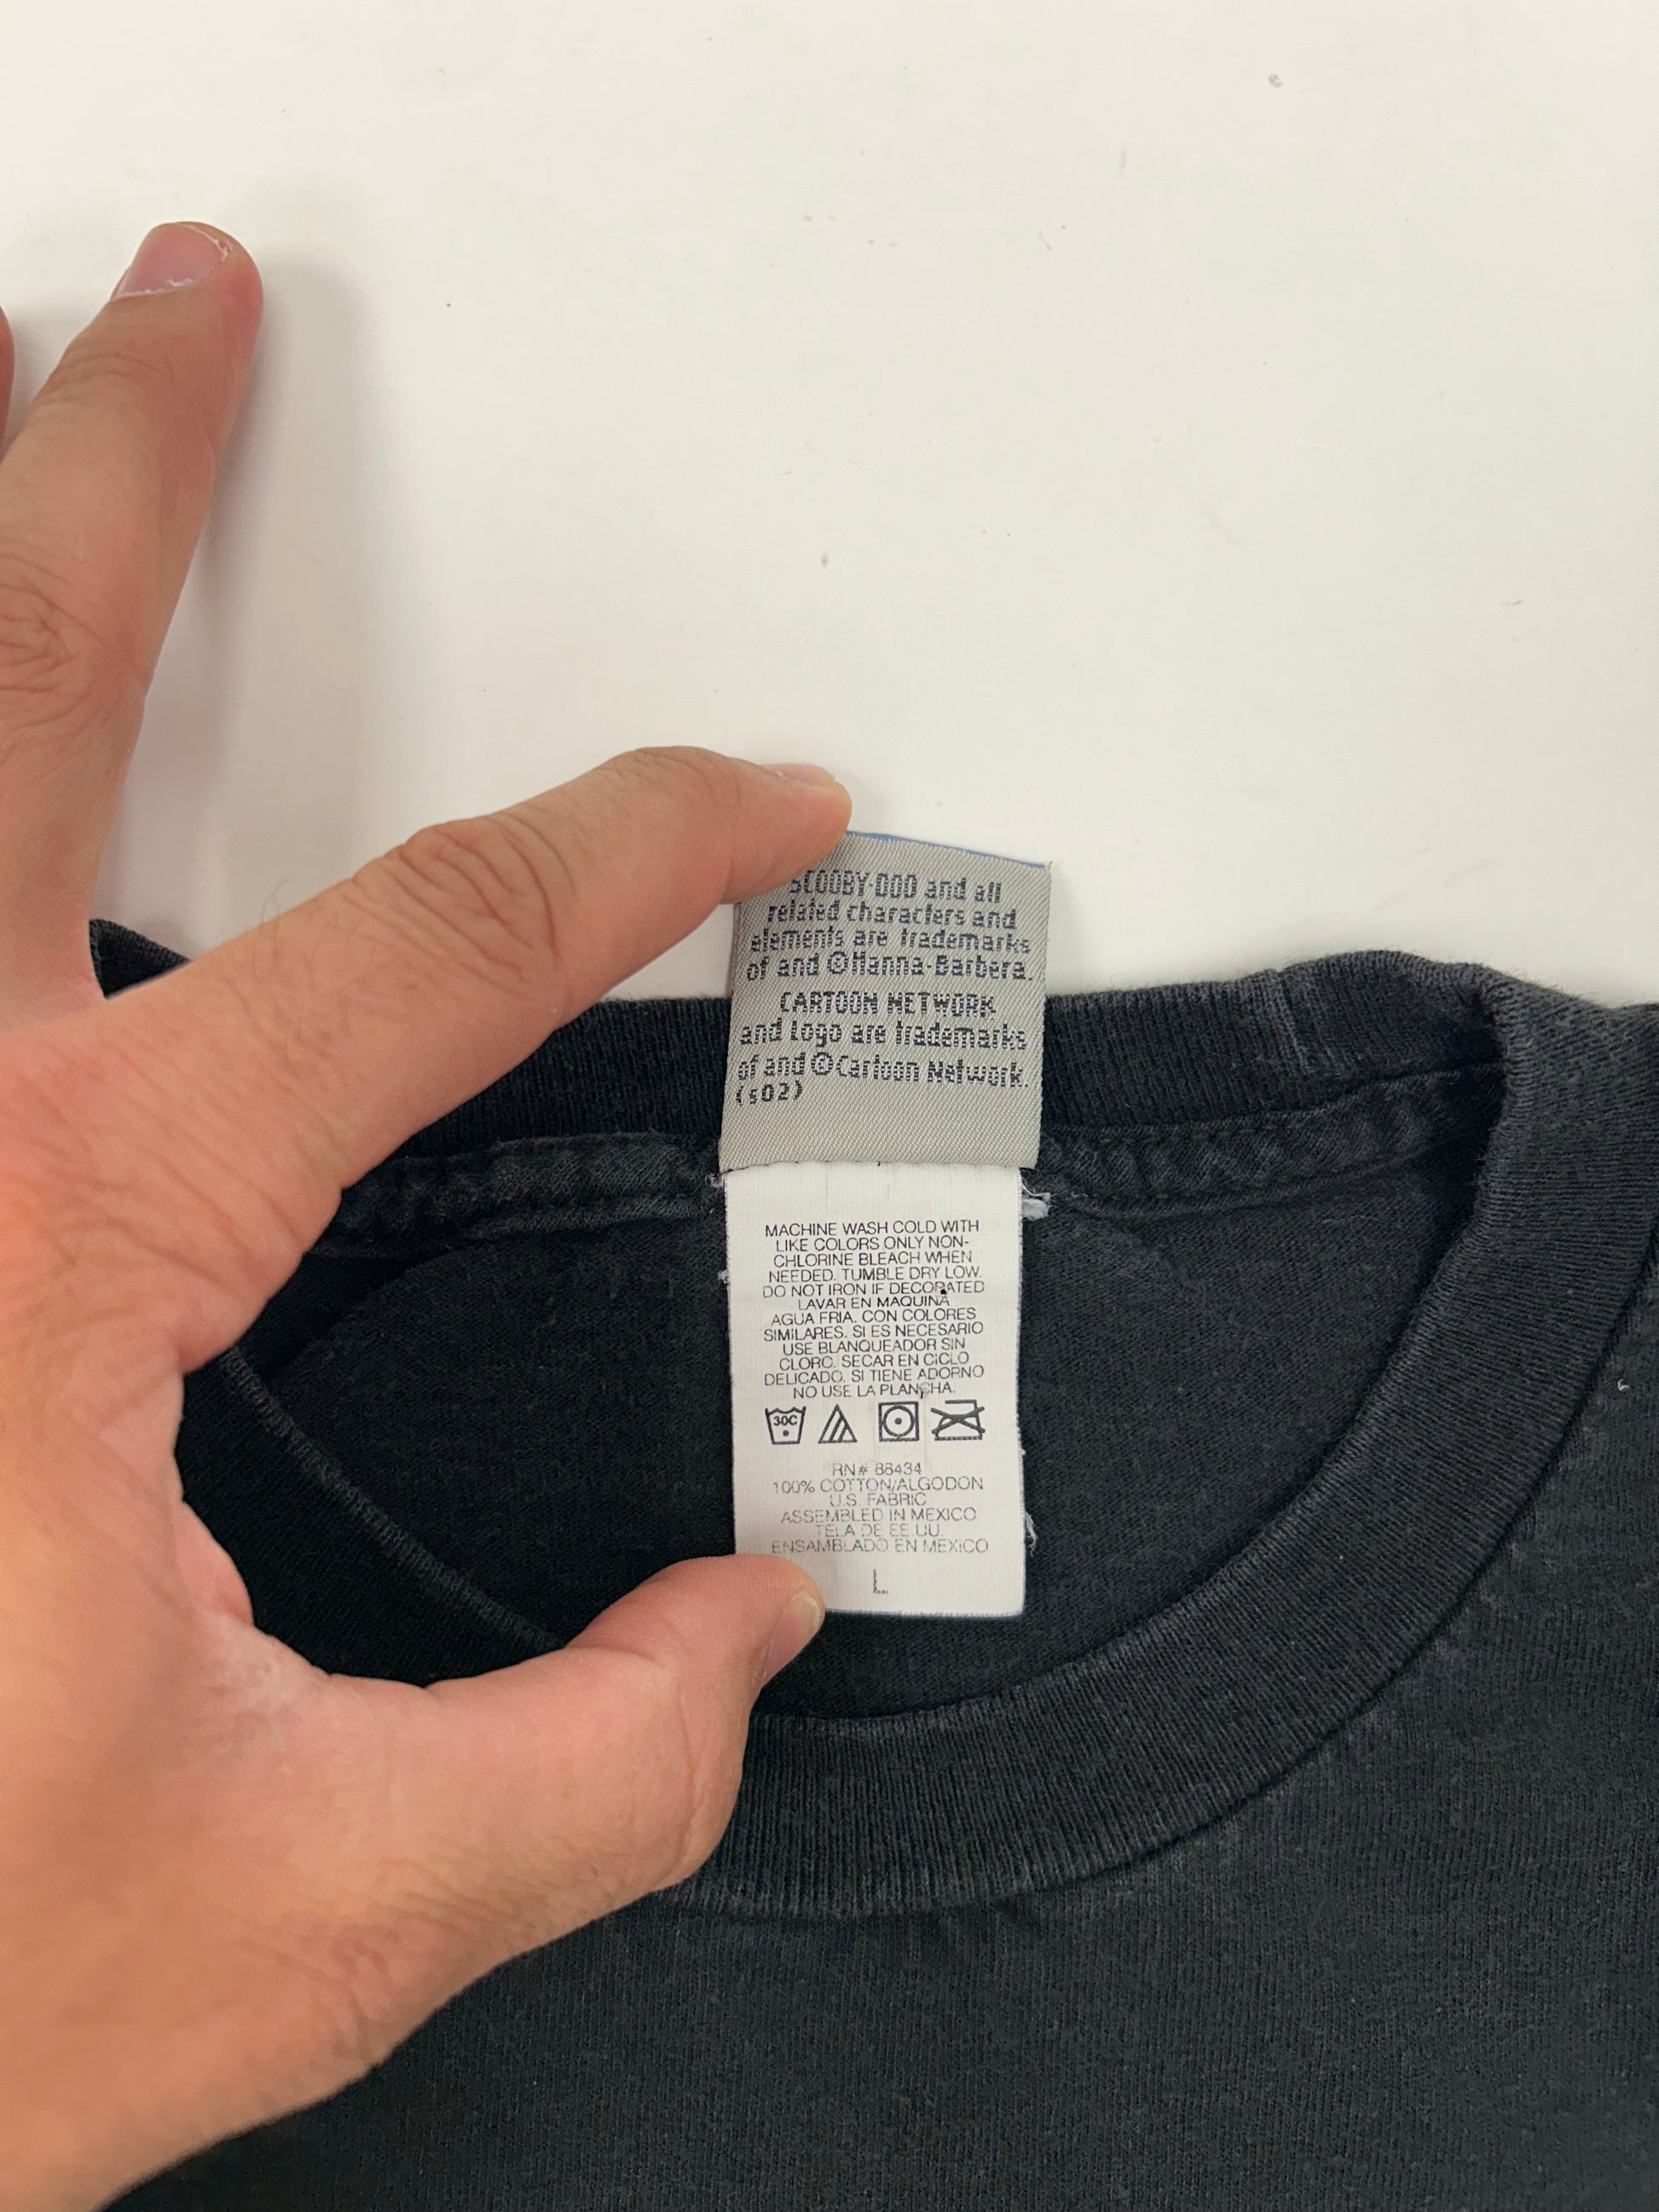 SCOOBY-DOO and all
related characters and
elements are trademarks
of and ©Hanna-Barbera.
CARTOON NETWORK
and Logo are trademarks
of and ©Cartoon Network.
(s02)
MACHINE WASH COLD WITH
LIKE COLORS ONLY NON-
CHLORINE BLEACH WHEN
NEEDED. TUMBLE DRY LOW.
DO NOT IRON IF DECORATED
LAVAR EN MAQUINA
AGUA FRIA. CON COLORES
SIMILARES. SI ES NECESARIO
USE BLANQUEADOR SIN
CLORO. SECAR EN CICLO
DELICADO. SI TIENE ADORNO
NO USE LA PLANCHA.
30C
RN# 88434
100% COTTON/ALGODON
U.S. FABRIC
ASSEMBLED IN MEXICO
TELA DE EE.UU.
ENSAMBLADO EN MEXICO
L